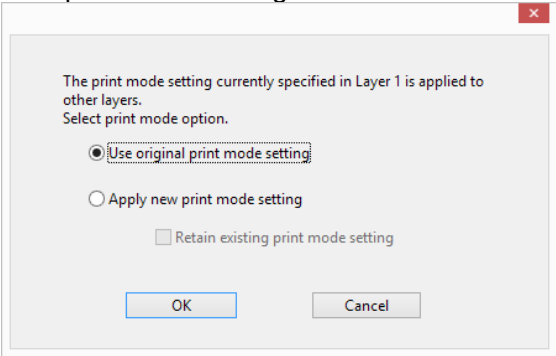 The print mode setting currently specified in Layer 1 is applied to
other layers.
Select print mode option.
Use original print mode setting
Apply new print mode setting
Retain existing print mode setting
OK Cancel